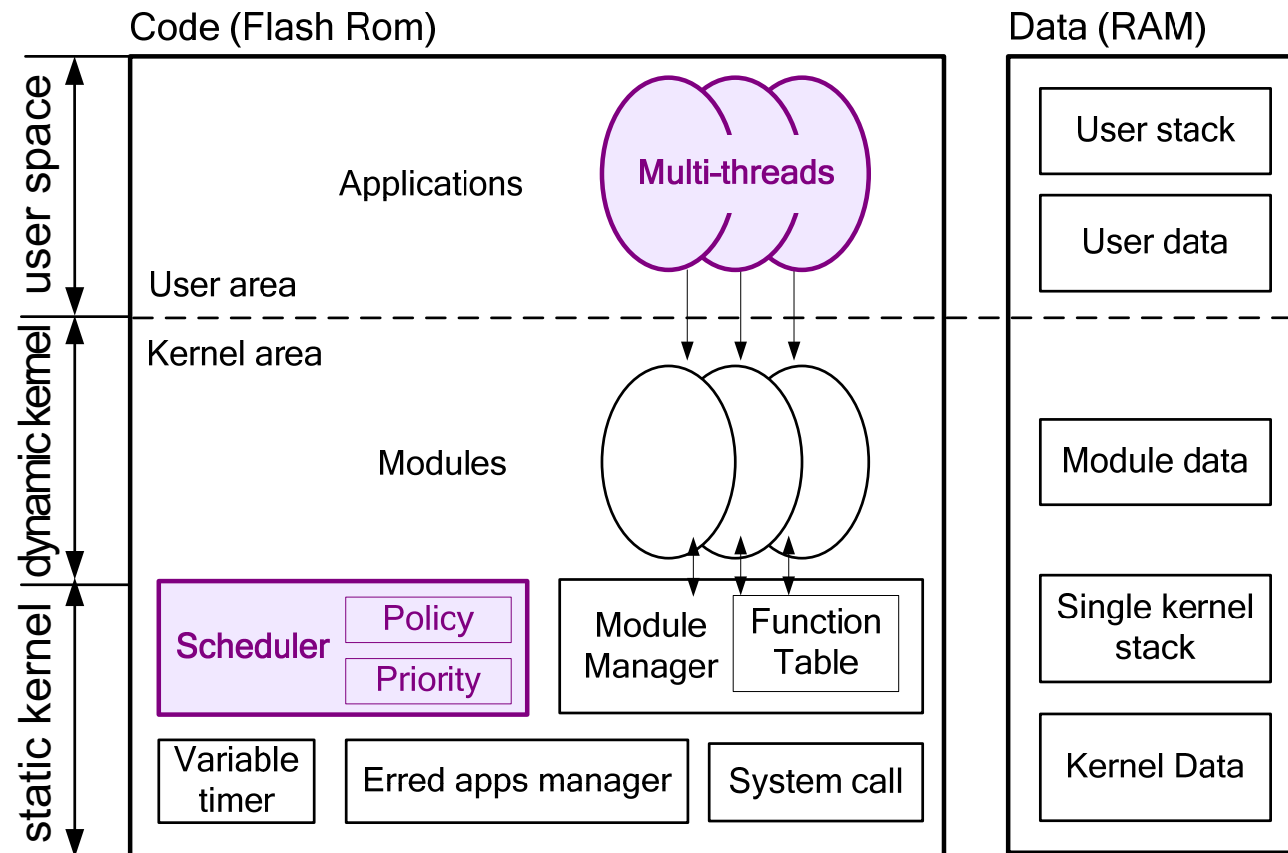 Code (Flash Rom)
Data (RAM)
user space
Applications
Multi-threads
User area
User stack
User data
dynamic kernel
Kernel area
Modules
Module data
static kernel
Scheduler
Policy
Priority
Module
Manager
Function
Table
Single kernel
stack
Variable
timer
Erred apps manager
System call
Kernel Data